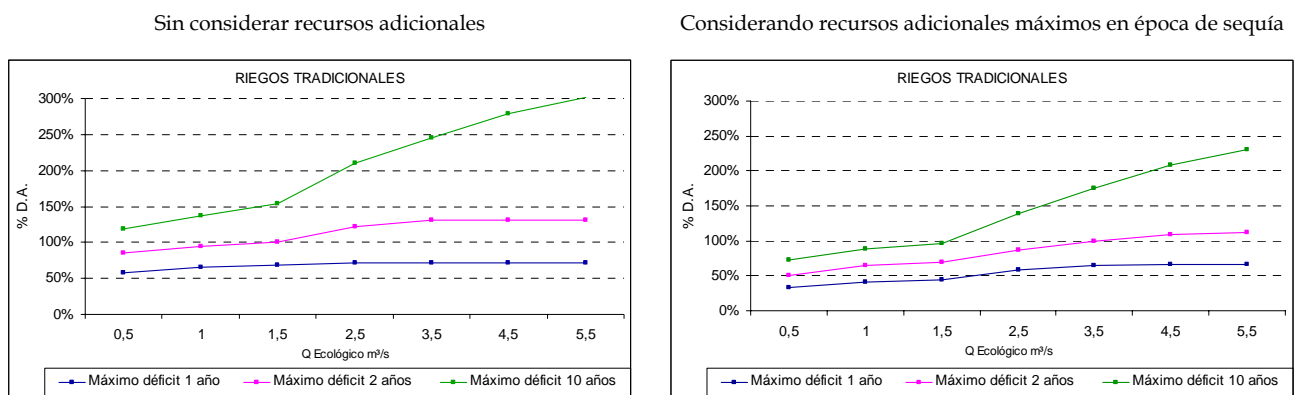 Sin considerar recursos adicionales
Considerando recursos adicionales máximos en época de sequía
RIEGOS TRADICIONALES
300%
250%
200%
150%
100%
50%
0%
% D.A.
0,5 1 1,5 2,5 3,5 4,5 5,5
Q Ecológico m³/s
Máximo déficit 1 año Máximo déficit 2 años Máximo déficit 10 años
RIEGOS TRADICIONALES
300%
250%
200%
150%
100%
50%
0%
% D.A.
0,5 1 1,5 2,5 3,5 4,5 5,5
Q Ecológico m³/s
Máximo déficit 1 año Máximo déficit 2 años Máximo déficit 10 años